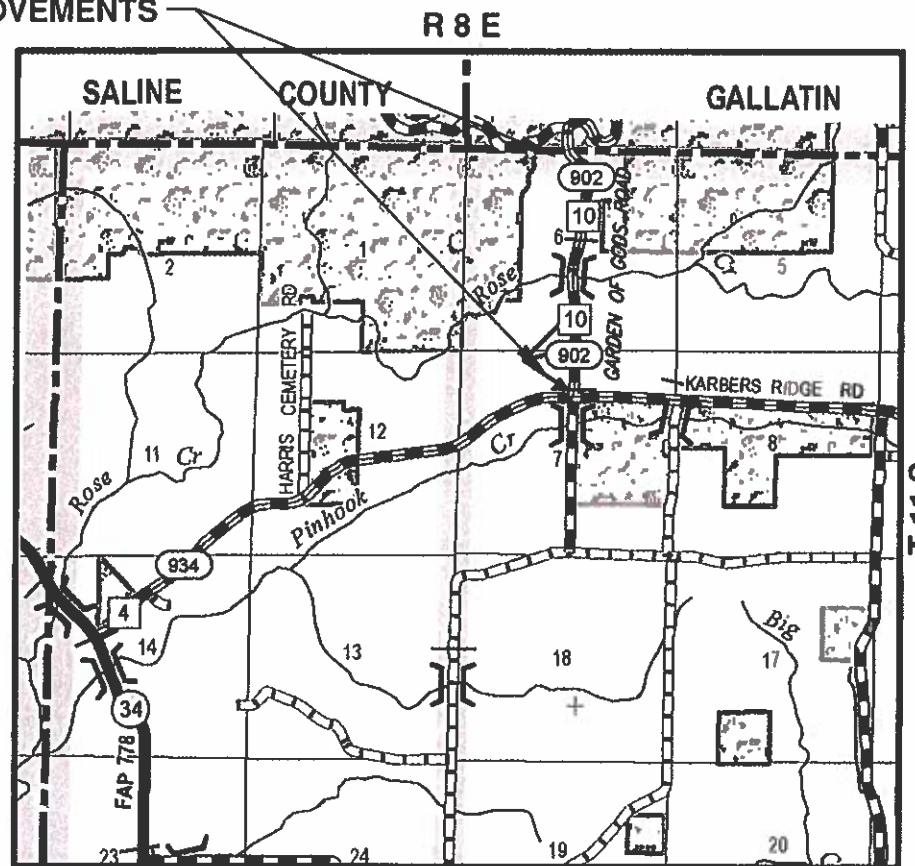 OVEMENTS
R 8 E
SALINE COUNTY GALLATIN
902
10
6
GARDEN OF GODS ROAD
1
2
5
Cr
Rose
HARRIS CEMETERY RD
10
902
KARBERS RIDGE RD
12
11
Cr
Rose
Cr
7
8
Pinhook
934
4
14
13
18
17
Big
34
FAP 778
23
24
19
20